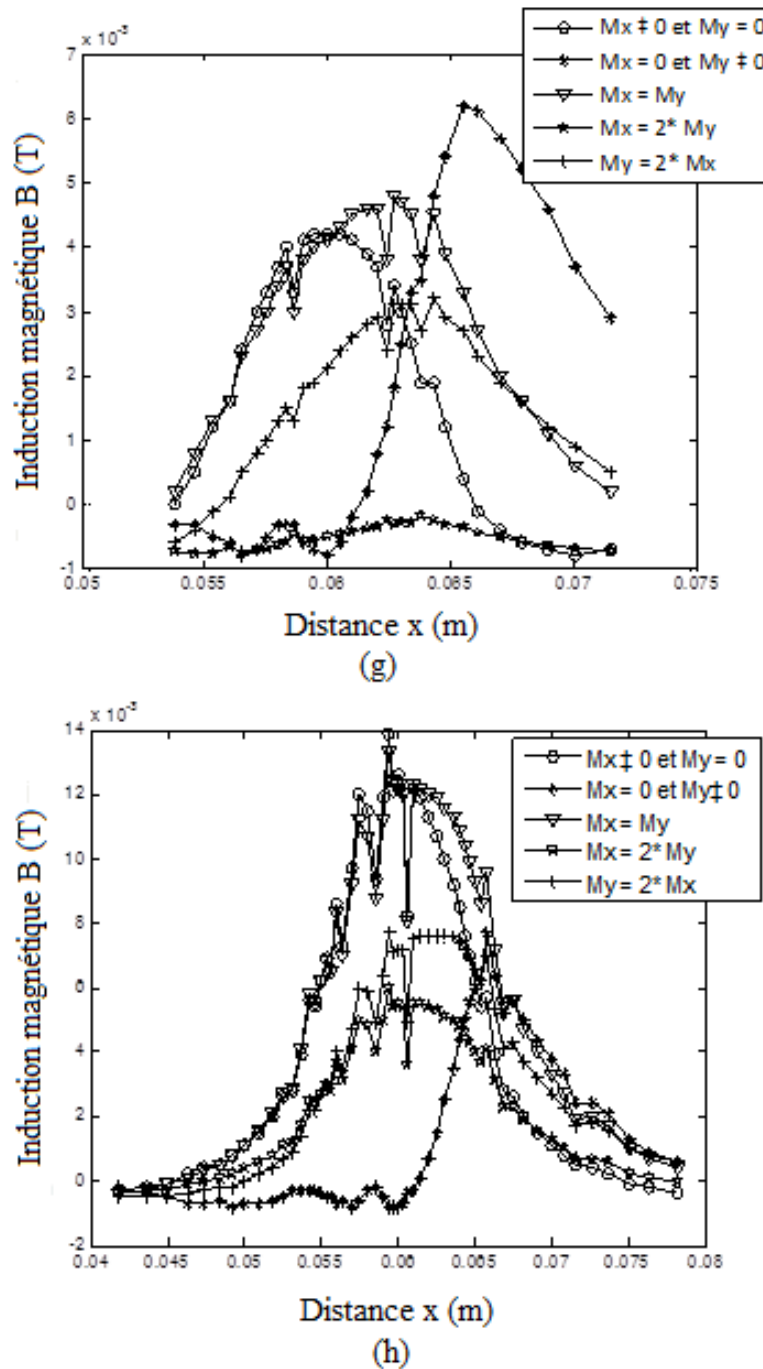 x 10⁻³
7
6
5
4
3
2
1
0
-1
0.05
0.055
0.06
0.065
0.07
0.075
Induction magnétique B (T)
Mx ‡ 0 et My = 0
Mx = 0 et My ‡ 0
Mx = My
Mx = 2* My
My = 2* Mx
Distance x (m)
(g)
x 10⁻³
14
12
10
8
6
4
2
0
-2
0.04
0.045
0.05
0.055
0.06
0.065
0.07
0.075
0.08
Induction magnétique B (T)
Mx ‡ 0 et My = 0
Mx = 0 et My‡ 0
Mx = My
Mx = 2* My
My = 2* Mx
Distance x (m)
(h)